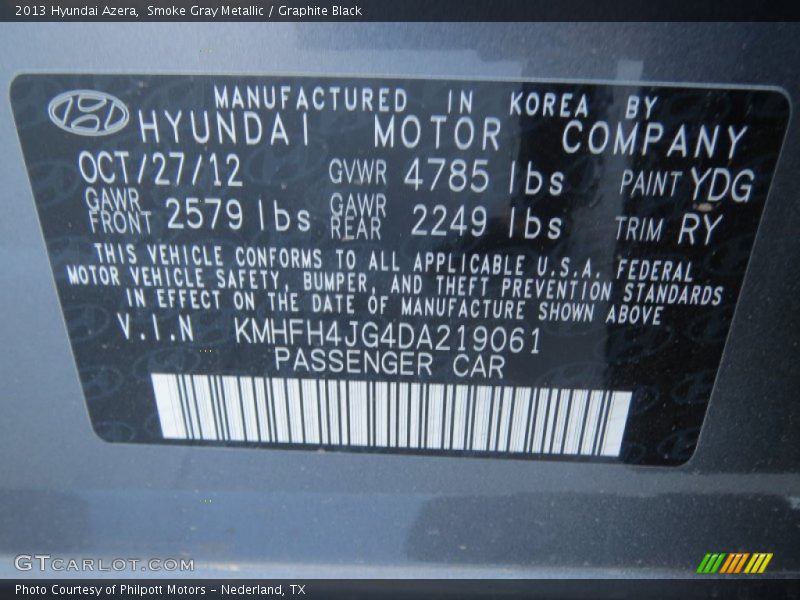 2013 Hyundai Azera, Smoke Gray Metallic / Graphite Black
MANUFACTURED IN KOREA BY
HYUNDAI MOTOR COMPANY
OCT/27/12 GVWR 4785 lbs PAINT YDG
GAWR FRONT 2579 lbs GAWR REAR 2249 lbs TRIM RY
THIS VEHICLE CONFORMS TO ALL APPLICABLE U.S.A. FEDERAL
MOTOR VEHICLE SAFETY, BUMPER, AND THEFT PREVENTION STANDARDS
IN EFFECT ON THE DATE OF MANUFACTURE SHOWN ABOVE
V.I.N KMHFH4JG4DA219061
PASSENGER CAR
GTCARLOT.COM
Photo Courtesy of Philpott Motors - Nederland, TX